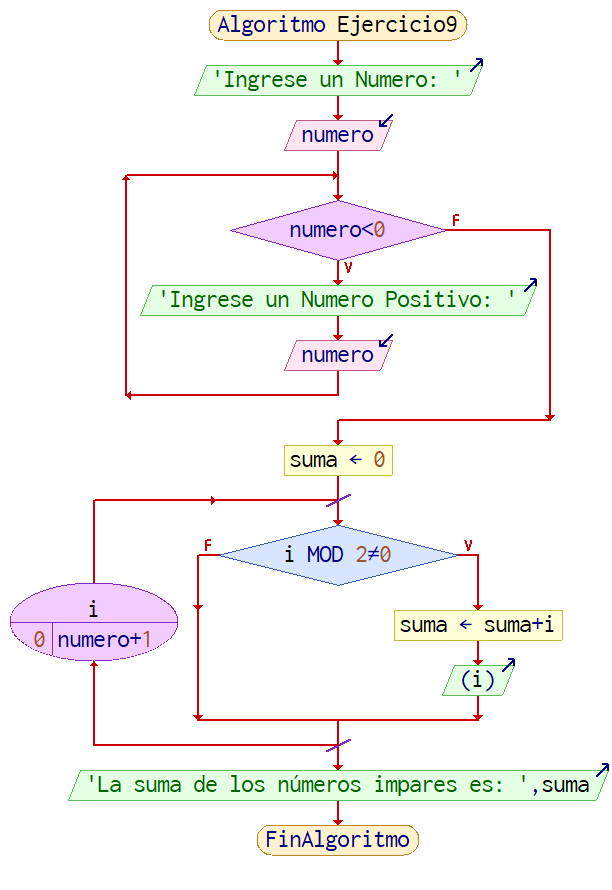 Algoritmo Ejercicio9
'Ingrese un Numero: '
numero
numero<0
F
V
'Ingrese un Numero Positivo: '
numero
suma ← 0
i MOD 2≠0
F
V
i
0 numero+1
suma ← suma+i
(i)
'La suma de los números impares es: ',suma
FinAlgoritmo